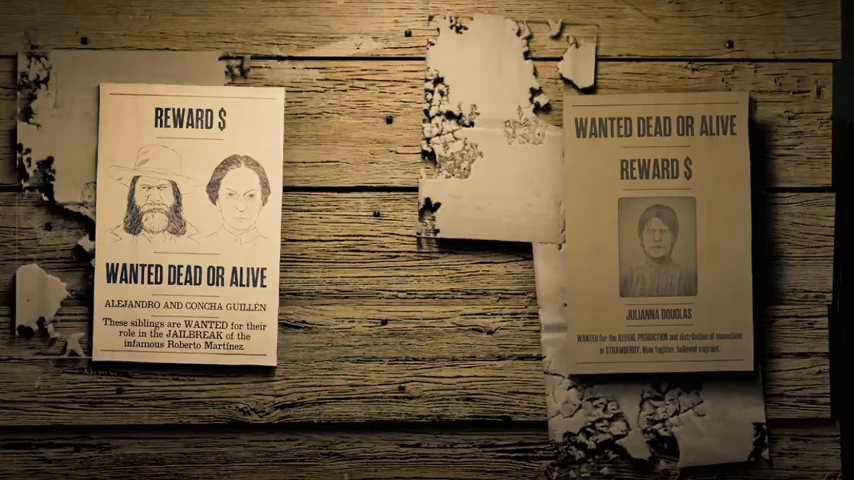 REWARD $
WANTED DEAD OR ALIVE
ALEJANDRO AND CONCHA GUILLÉN
These siblings are WANTED for their
role in the JAILBREAK of the
infamous Roberto Martínez.
WANTED DEAD OR ALIVE
REWARD $
JULIANNA DOUGLAS
WANTED for the ILLEGAL PRODUCTION and distribution of moonshine
in STRAWBERRY. Now fugitive, believed vagrant.